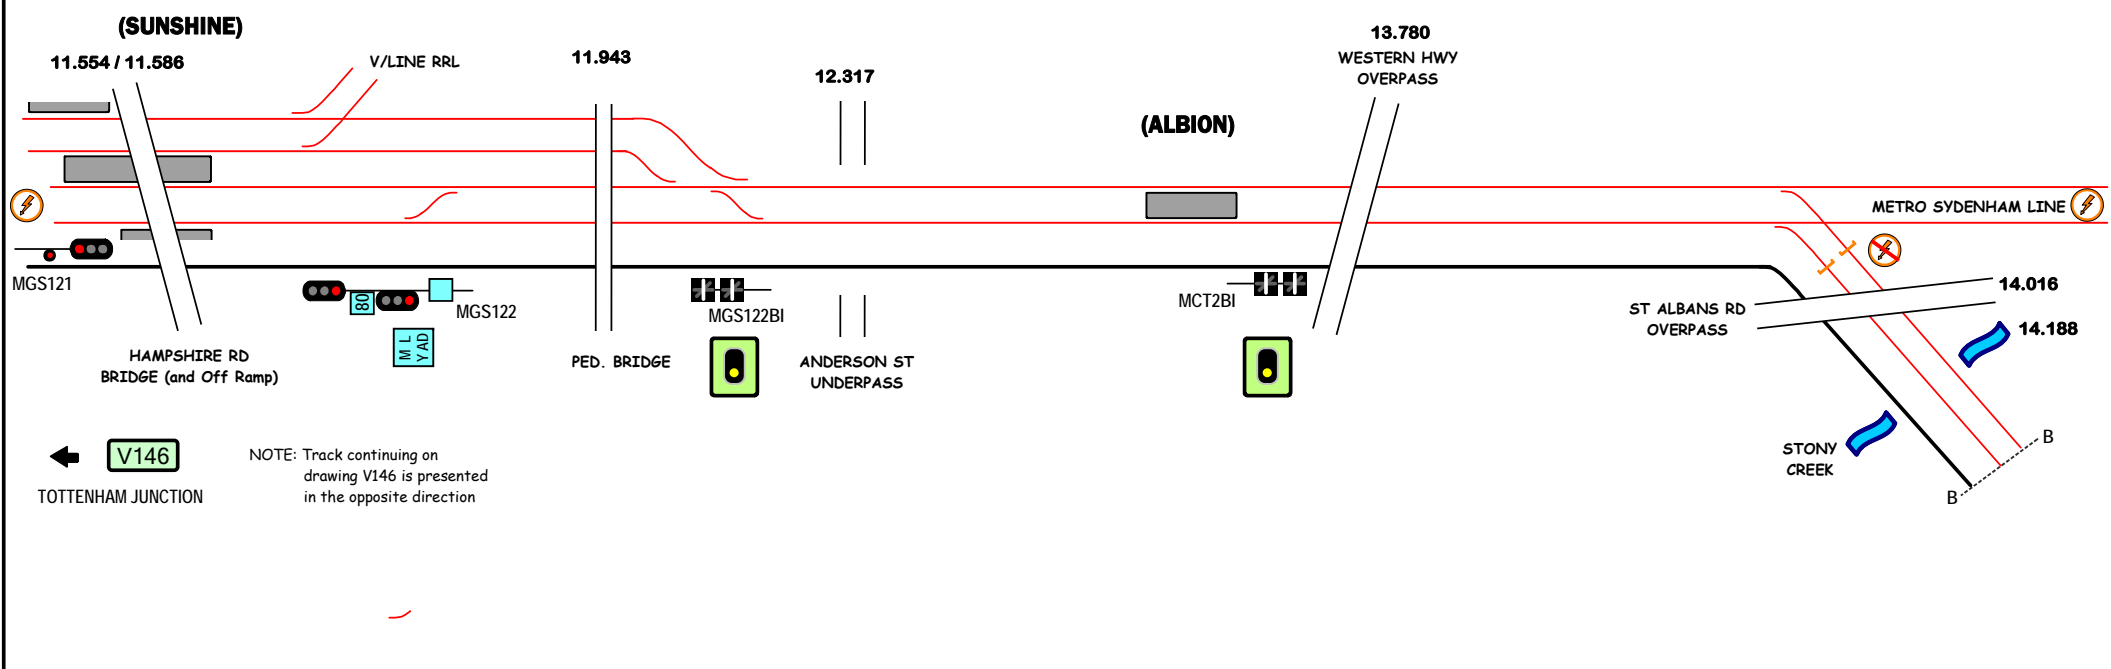 (SUNSHINE)
11.554 / 11.586
V/LINE RRL
11.943
12.317
13.780
WESTERN HWY
OVERPASS
(ALBION)
METRO SYDENHAM LINE
MGS121
80
MGS122
M L
Y AD
MGS122BI
MCT2BI
ST ALBANS RD
OVERPASS
14.016
14.188
HAMPSHIRE RD
BRIDGE (and Off Ramp)
PED. BRIDGE
ANDERSON ST
UNDERPASS
V146
TOTTENHAM JUNCTION
NOTE: Track continuing on
drawing V146 is presented
in the opposite direction
STONY
CREEK
B
B